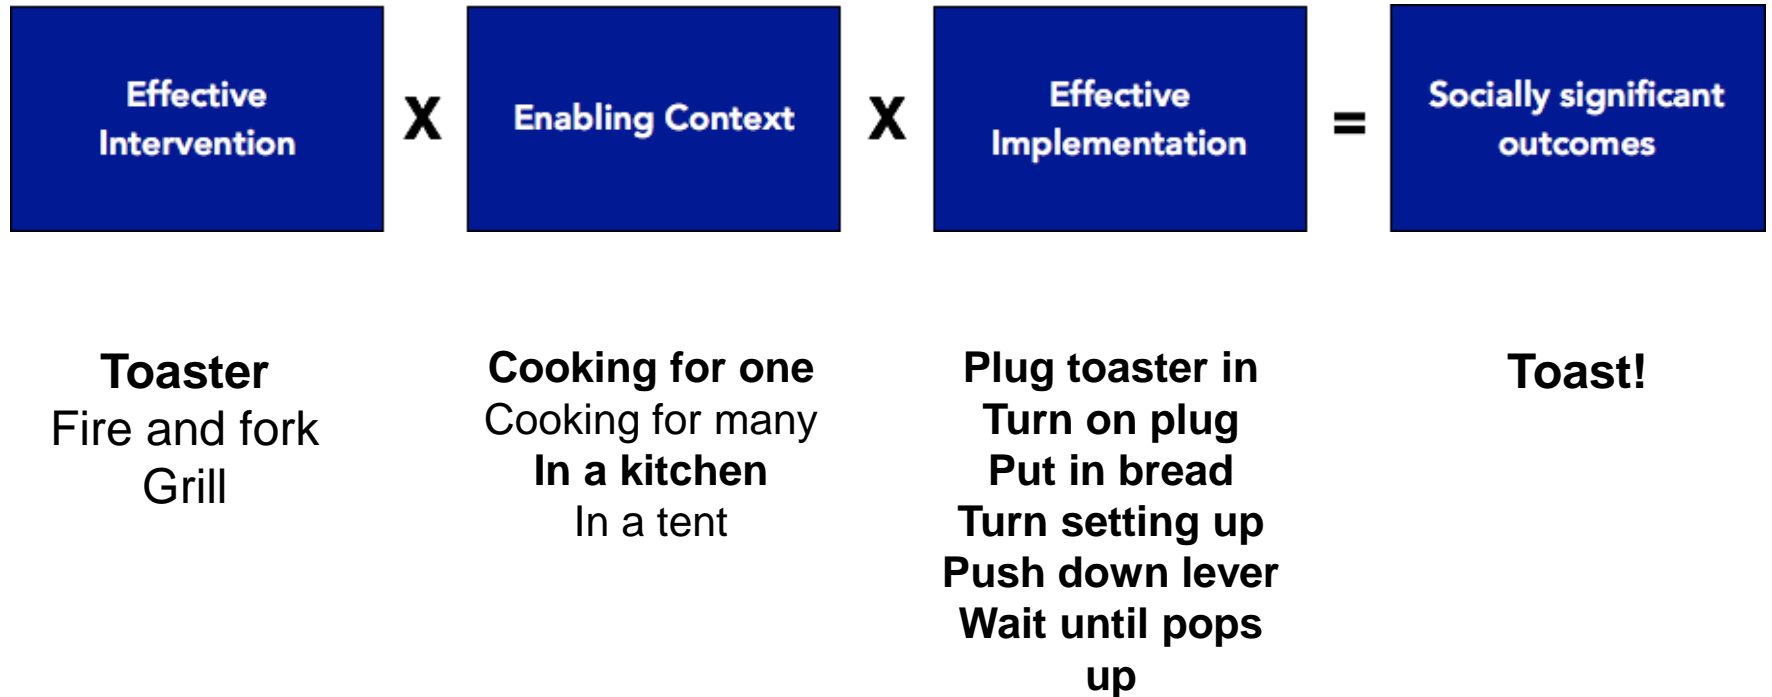 Effective
Intervention
X
Enabling Context
X
Effective
Implementation
=
Socially significant
outcomes
Toaster
Fire and fork
Grill
Cooking for one
Cooking for many
In a kitchen
In a tent
Plug toaster in
Turn on plug
Put in bread
Turn setting up
Push down lever
Wait until pops
up
Toast!